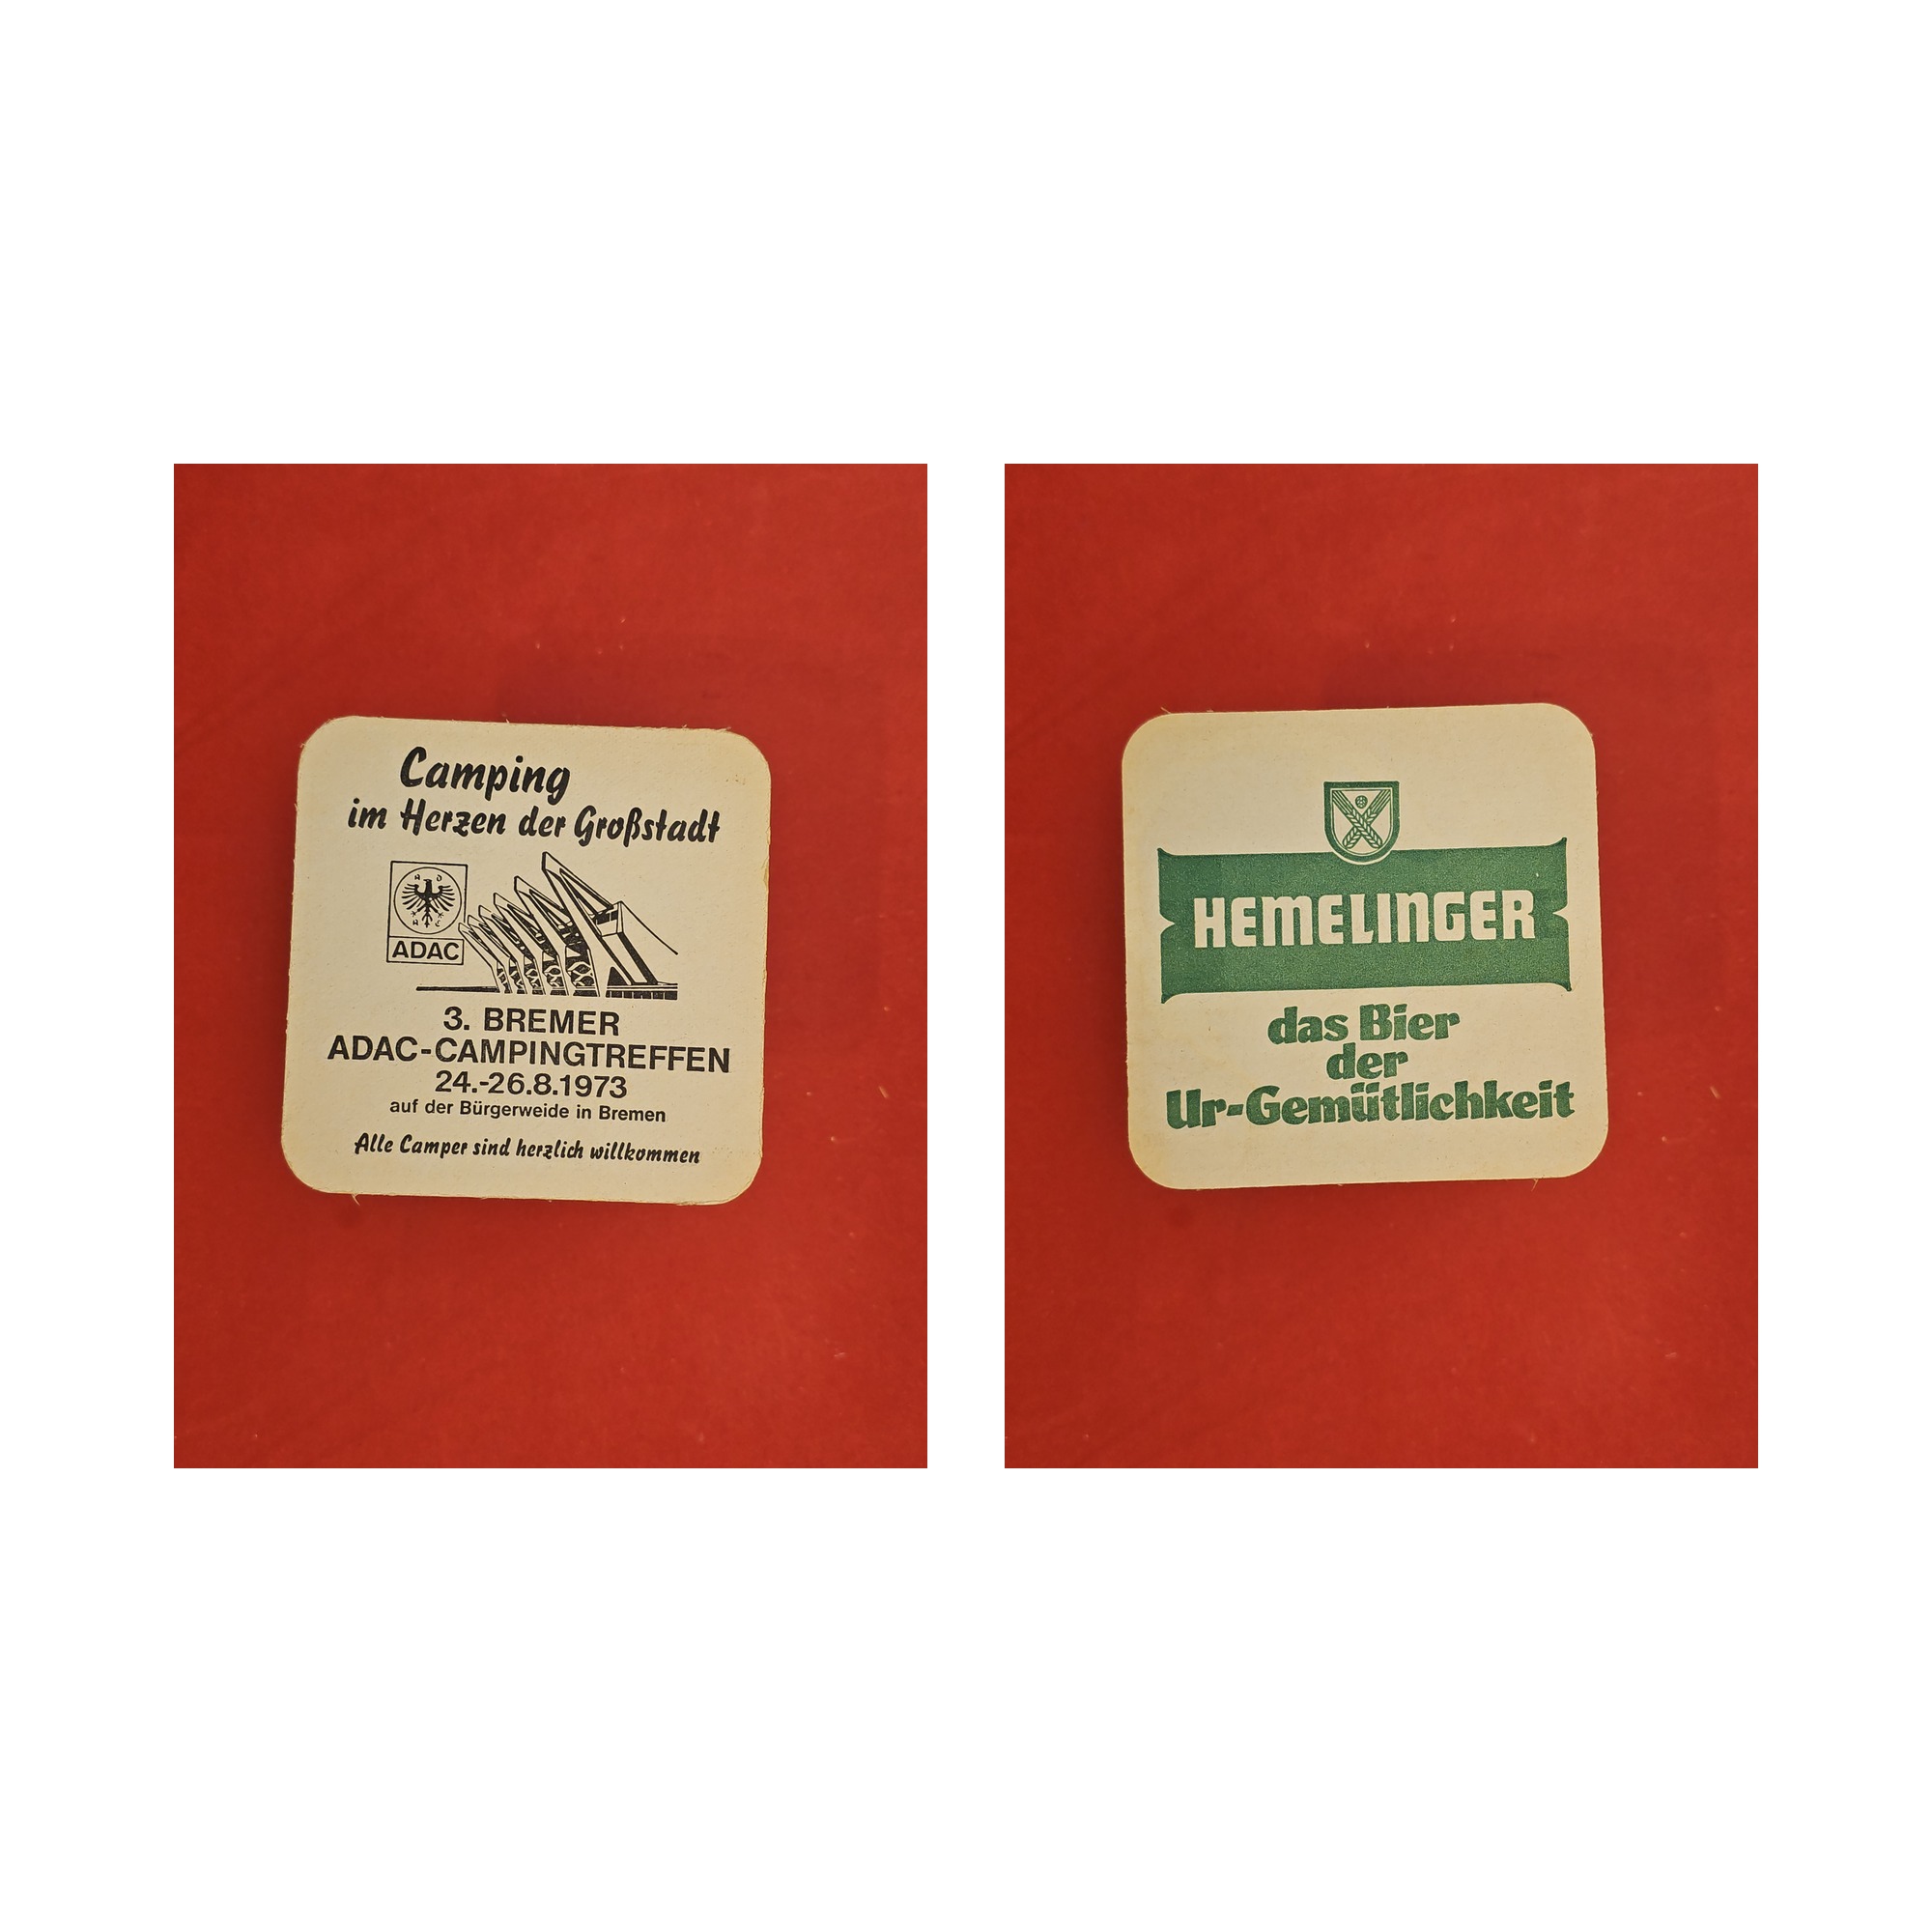 Camping
im Herzen der Großstadt
A D
A C
ADAC
3. BREMER
ADAC-CAMPINGTREFFEN
24.-26.8.1973
auf der Bürgerweide in Bremen
Alle Camper sind herzlich willkommen
HEMELINGER
das Bier
der
Ur-Gemütlichkeit